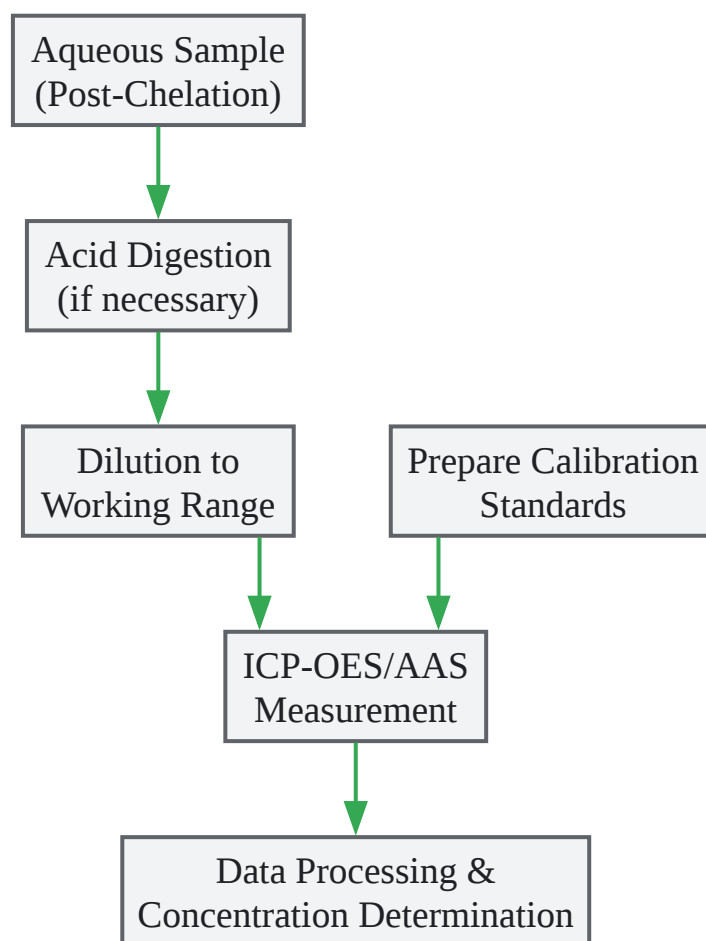 Aqueous Sample
(Post-Chelation)
Acid Digestion
(if necessary)
Dilution to
Working Range
Prepare Calibration
Standards
ICP-OES/AAS
Measurement
Data Processing &
Concentration Determination